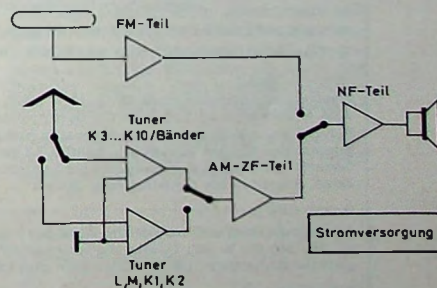 FM-Teil
NF-Teil
Tuner
K3...K10/Bänder
AM-ZF-Teil
Stromversorgung
Tuner
L,M,K1,K2